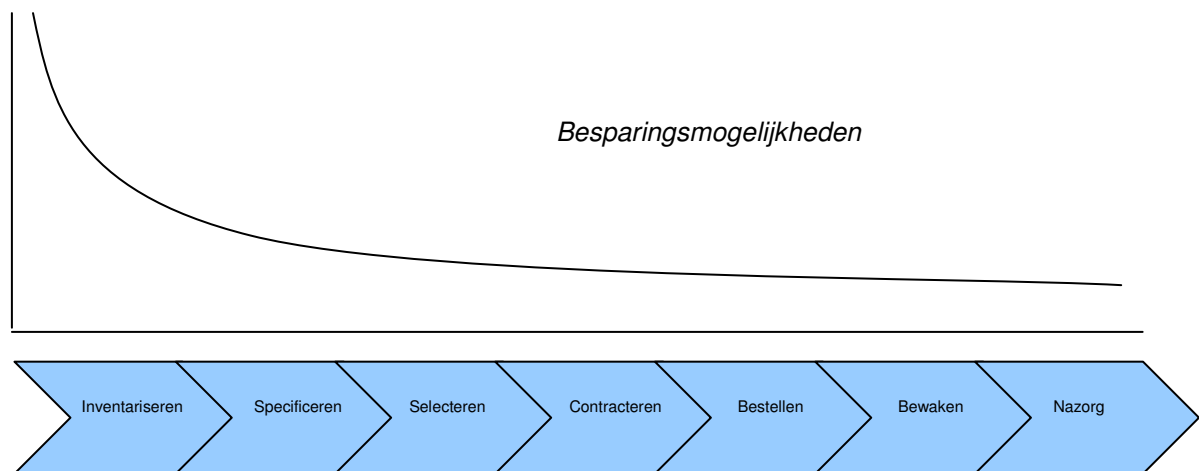 Besparingsmogelijkheden
Inventariseren
Specificeren
Selecteren
Contracteren
Bestellen
Bewaken
Nazorg